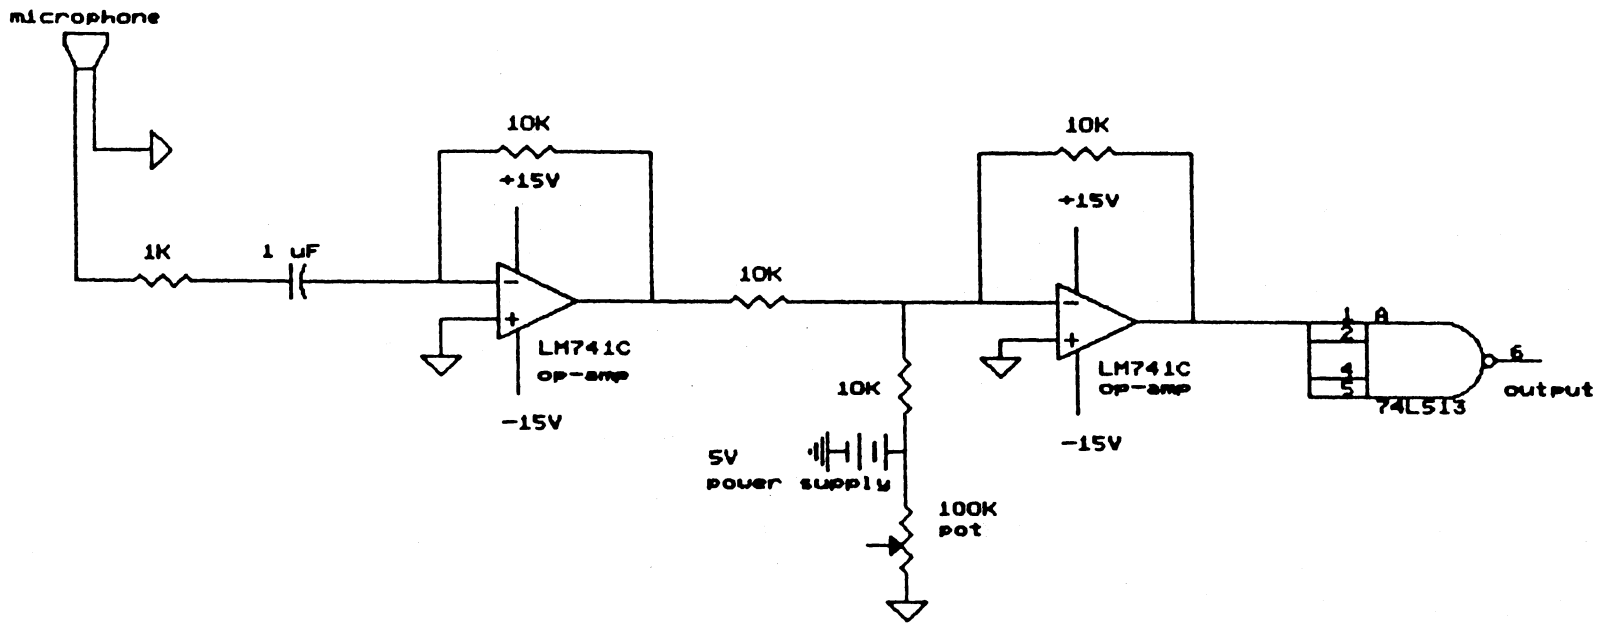 microphone
10K
+15V
1K
1 uF
-
+
LM741C
op-amp
-15V
10K
10K
5V
power supply
100K
pot
10K
+15V
-
+
LM741C
op-amp
-15V
1
2
4
5
A
74LS13
6
output